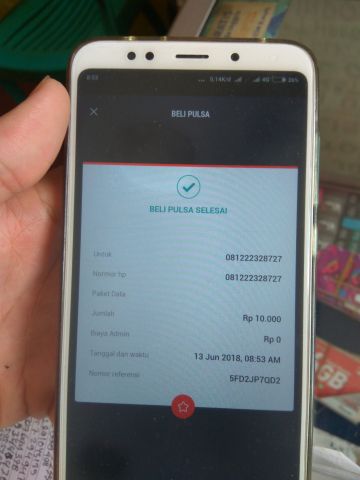 8:53
0,14K/d
4G
26%
BELI PULSA
BELI PULSA SELESAI
Untuk 081222328727
Nomor hp 081222328727
Paket Data
Jumlah Rp 10.000
Biaya Admin Rp 0
Tanggal dan waktu 13 Jun 2018, 08:53 AM
Nomor referensi 5FD2JP7QD2
GB